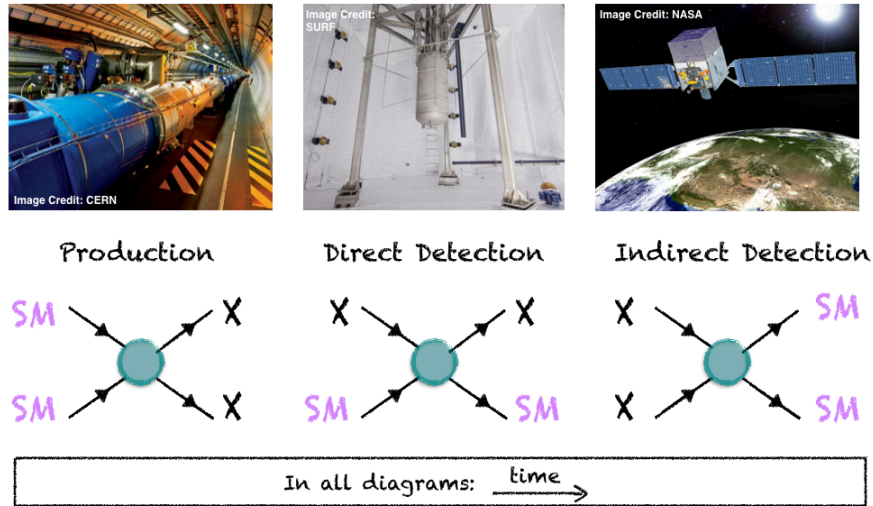 Image Credit: CERN
Image Credit:
SURF
Image Credit: NASA
Production
Direct Detection
Indirect Detection
SM
X
SM
X
X
X
SM
SM
X
SM
X
SM
In all diagrams: time